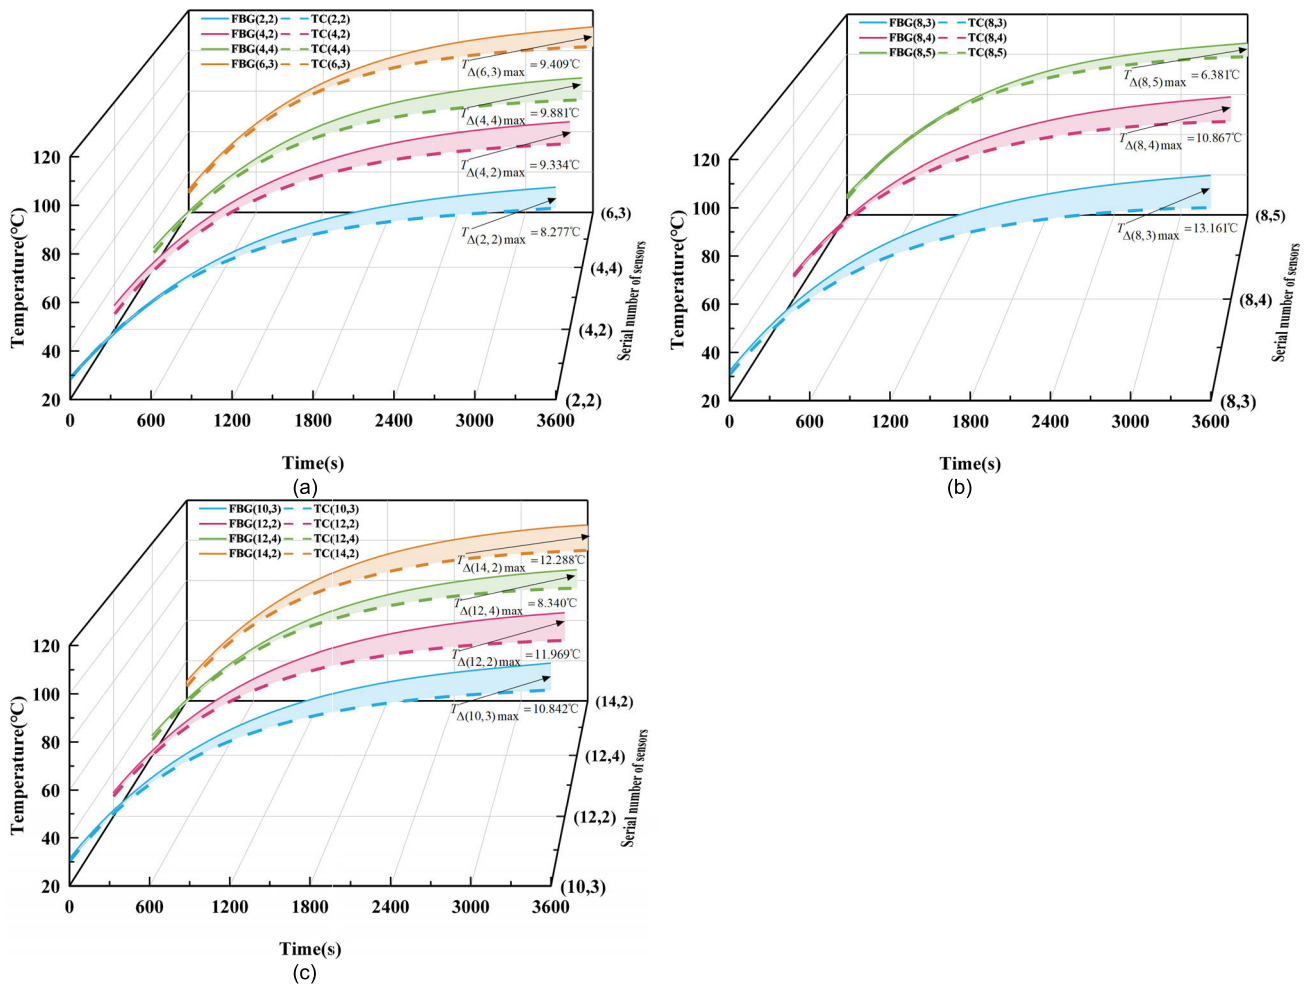 FBG(2,2) TC(2,2)
FBG(4,2) TC(4,2)
FBG(4,4) TC(4,4)
FBG(6,3) TC(6,3)
TΔ(6,3)max = 9.409℃
TΔ(4,4)max = 9.881℃
TΔ(4,2)max = 9.334℃
TΔ(2,2)max = 8.277℃
Temperature(°C)
120
100
80
60
40
20
0 600 1200 1800 2400 3000 3600
Time(s)
(6,3)
(4,4)
(4,2)
(2,2)
Serial number of sensors
(a)
FBG(8,3) TC(8,3)
FBG(8,4) TC(8,4)
FBG(8,5) TC(8,5)
TΔ(8,5)max = 6.381℃
TΔ(8,4)max = 10.867℃
TΔ(8,3)max = 13.161℃
Temperature(°C)
120
100
80
60
40
20
0 600 1200 1800 2400 3000 3600
Time(s)
(8,5)
(8,4)
(8,3)
Serial number of sensors
(b)
FBG(10,3) TC(10,3)
FBG(12,2) TC(12,2)
FBG(12,4) TC(12,4)
FBG(14,2) TC(14,2)
TΔ(14,2)max = 12.288℃
TΔ(12,4)max = 8.340℃
TΔ(12,2)max = 11.969℃
TΔ(10,3)max = 10.842℃
Temperature(°C)
120
100
80
60
40
20
0 600 1200 1800 2400 3000 3600
Time(s)
(14,2)
(12,4)
(12,2)
(10,3)
Serial number of sensors
(c)